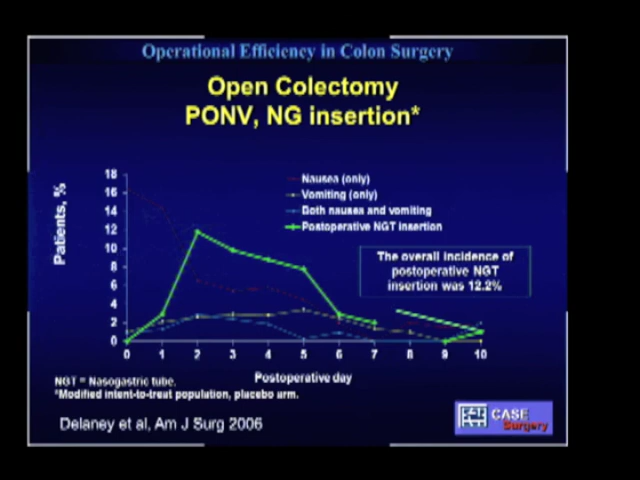 Operational Efficiency in Colon Surgery
Open Colectomy
PONV, NG insertion*
Patients, %
18
16
14
12
10
8
6
4
2
0
Nausea (only)
Vomiting (only)
Both nausea and vomiting
Postoperative NGT insertion
The overall incidence of
postoperative NGT
insertion was 12.2%
0 1 2 3 4 5 6 7 8 9 10
Postoperative day
NGT = Nasogastric tube.
*Modified intent-to-treat population, placebo arm.
Delaney et al, Am J Surg 2006
CASE
Surgery